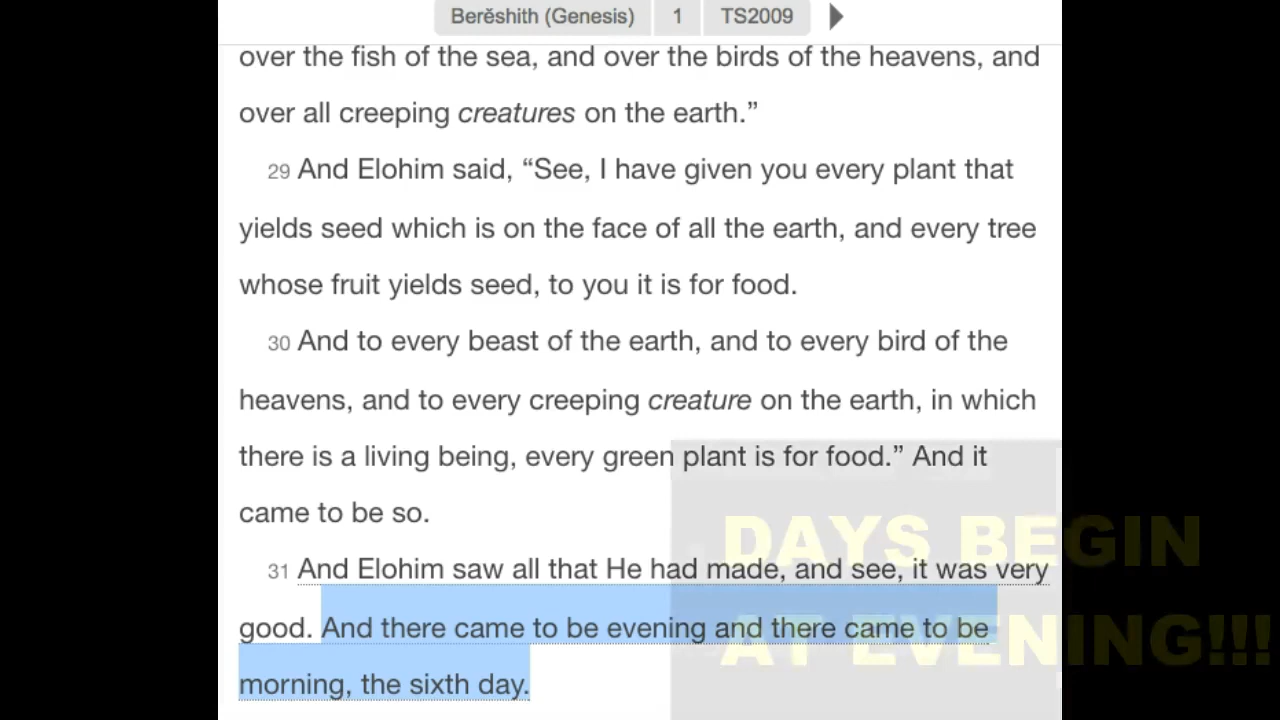 Berĕshith (Genesis) 1 TS2009
over the fish of the sea, and over the birds of the heavens, and
over all creeping creatures on the earth.”
29 And Elohim said, “See, I have given you every plant that
yields seed which is on the face of all the earth, and every tree
whose fruit yields seed, to you it is for food.
30 And to every beast of the earth, and to every bird of the
heavens, and to every creeping creature on the earth, in which
there is a living being, every green plant is for food.” And it
came to be so.
31 And Elohim saw all that He had made, and see, it was very
good. And there came to be evening and there came to be
morning, the sixth day.
DAYS BEGIN
AT EVENING!!!